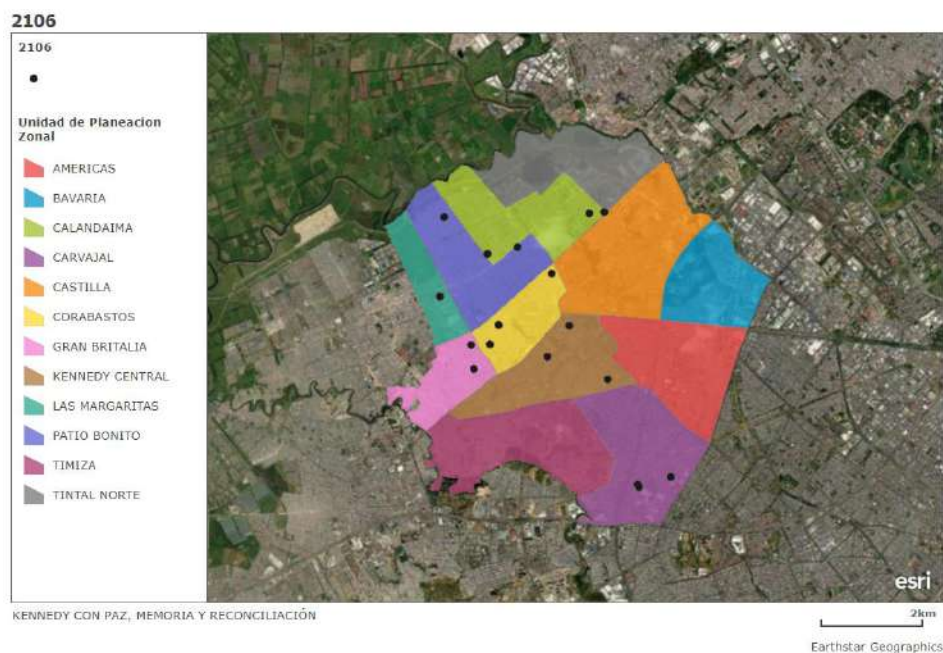 2106
2106
Unidad de Planeacion
Zonal
AMERICAS
BAVARIA
CALANDAIMA
CARVAJAL
CASTILLA
CORABASTOS
GRAN BRITALIA
KENNEDY CENTRAL
LAS MARGARITAS
PATIO BONITO
TIMIZA
TINTAL NORTE
esri
KENNEDY CON PAZ, MEMORIA Y RECONCILIACIÓN
2km
Earthstar Geographics